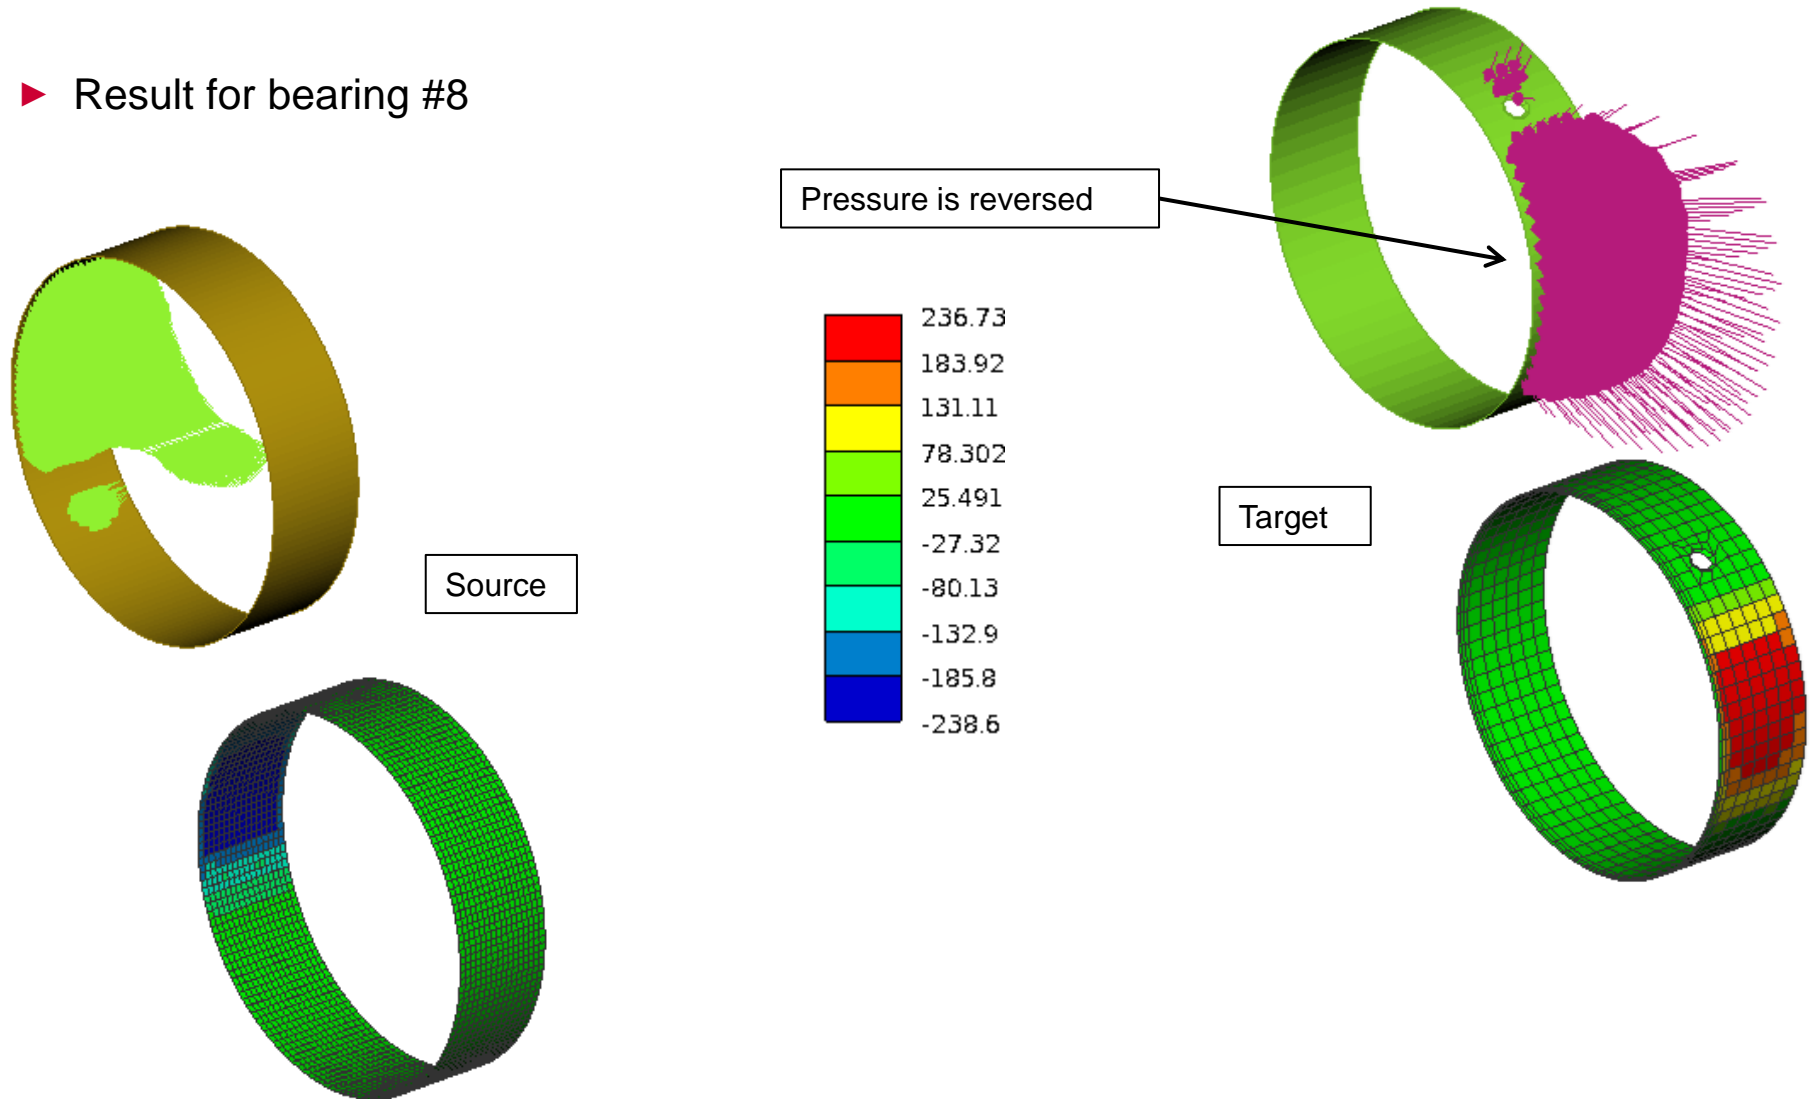 Result for bearing #8
Pressure is reversed
236.73
183.92
131.11
78.302
25.491
-27.32
-80.13
-132.9
-185.8
-238.6
Target
Source